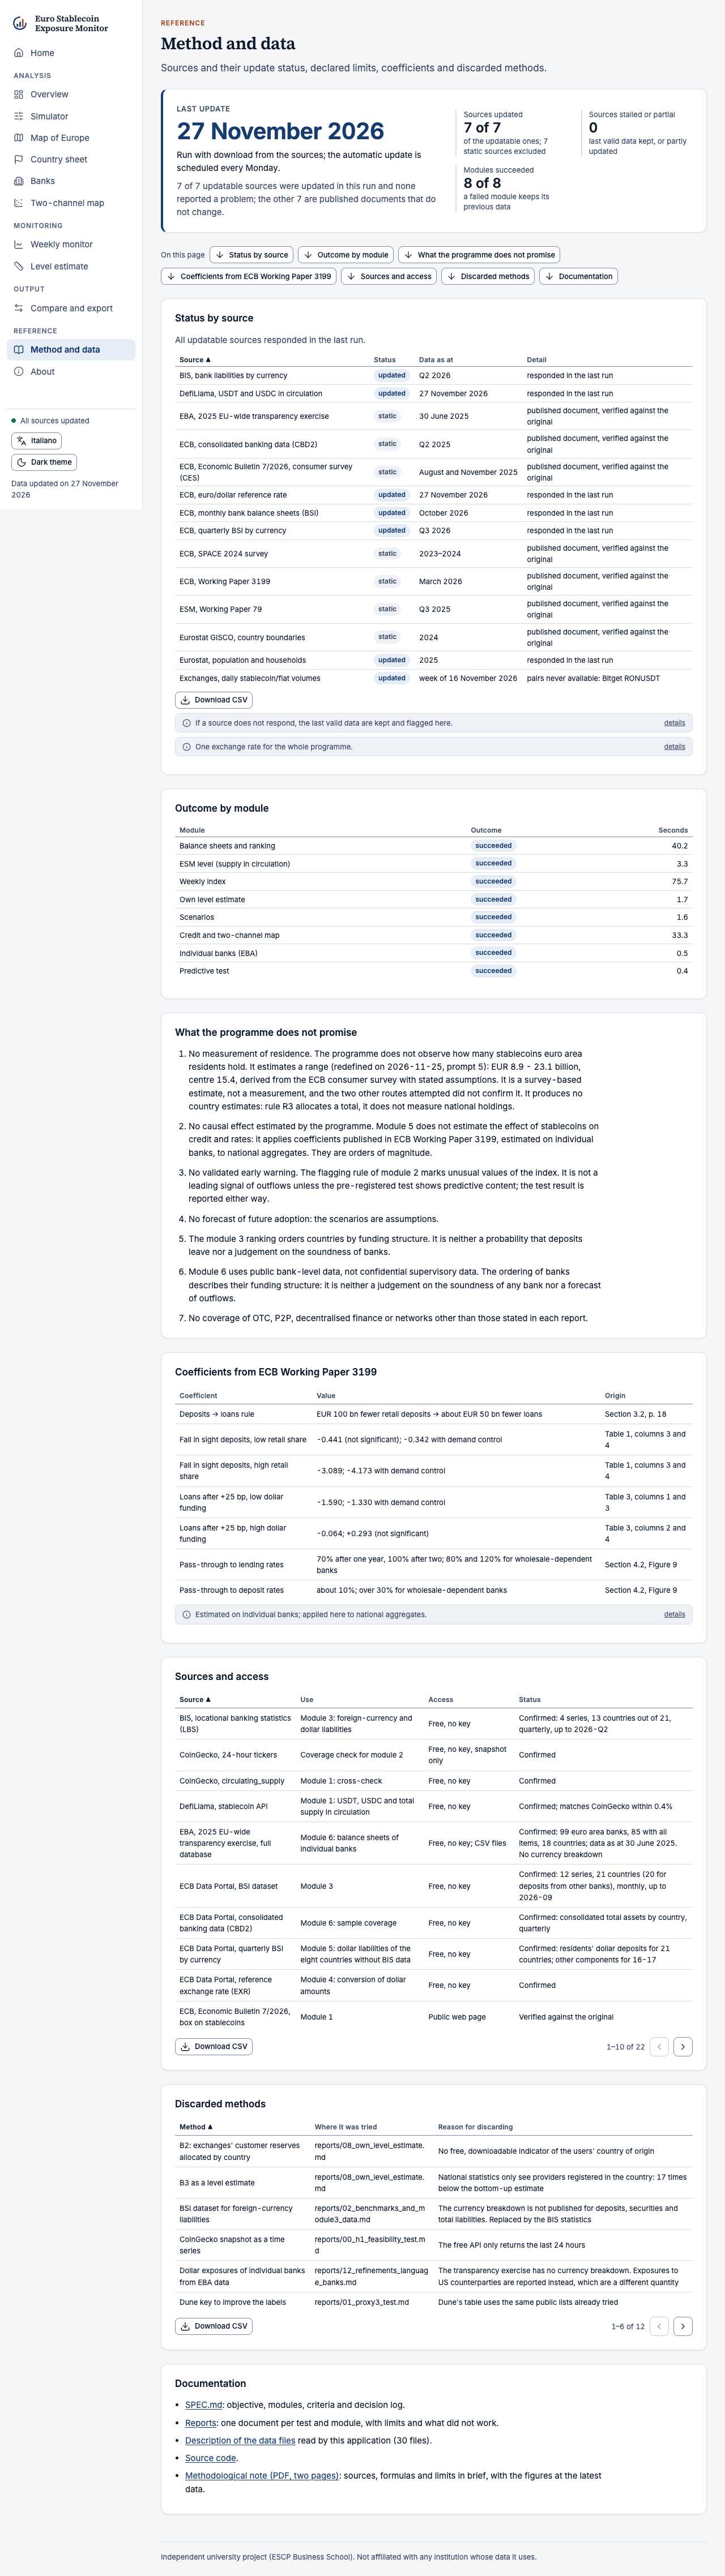 Euro Stablecoin
Exposure Monitor
Home
ANALYSIS
Overview
Simulator
Map of Europe
Country sheet
Banks
Two-channel map
MONITORING
Weekly monitor
Level estimate
OUTPUT
Compare and export
REFERENCE
Method and data
About
All sources updated
Italiano
Dark theme
Data updated on 27 November
2026
REFERENCE
Method and data
Sources and their update status, declared limits, coefficients and discarded methods.
LAST UPDATE
27 November 2026
Run with download from the sources; the automatic update is
scheduled every Monday.
7 of 7 updatable sources were updated in this run and none
reported a problem; the other 7 are published documents that do
not change.
Sources updated
7 of 7
of the updatable ones; 7
static sources excluded
Sources stalled or partial
0
last valid data kept, or partly
updated
Modules succeeded
8 of 8
a failed module keeps its
previous data
On this page
Status by source
Outcome by module
What the programme does not promise
Coefficients from ECB Working Paper 3199
Sources and access
Discarded methods
Documentation
Status by source
All updatable sources responded in the last run.
Source ▲ Status Data as at Detail
BIS, bank liabilities by currency updated Q2 2026 responded in the last run
DefiLlama, USDT and USDC in circulation updated 27 November 2026 responded in the last run
EBA, 2025 EU-wide transparency exercise static 30 June 2025 published document, verified against the
original
ECB, consolidated banking data (CBD2) static Q2 2025 published document, verified against the
original
ECB, Economic Bulletin 7/2026, consumer survey
(CES) static August and November 2025 published document, verified against the
original
ECB, euro/dollar reference rate updated 27 November 2026 responded in the last run
ECB, monthly bank balance sheets (BSI) updated October 2026 responded in the last run
ECB, quarterly BSI by currency updated Q3 2026 responded in the last run
ECB, SPACE 2024 survey static 2023–2024 published document, verified against the
original
ECB, Working Paper 3199 static March 2026 published document, verified against the
original
ESM, Working Paper 79 static Q3 2025 published document, verified against the
original
Eurostat GISCO, country boundaries static 2024 published document, verified against the
original
Eurostat, population and households updated 2025 responded in the last run
Exchanges, daily stablecoin/fiat volumes updated week of 16 November 2026 pairs never available: Bitget RONUSDT
Download CSV
If a source does not respond, the last valid data are kept and flagged here. details
One exchange rate for the whole programme. details
Outcome by module
Module Outcome Seconds
Balance sheets and ranking succeeded 40.2
ESM level (supply in circulation) succeeded 3.3
Weekly index succeeded 75.7
Own level estimate succeeded 1.7
Scenarios succeeded 1.6
Credit and two-channel map succeeded 33.3
Individual banks (EBA) succeeded 0.5
Predictive test succeeded 0.4
What the programme does not promise
1. No measurement of residence. The programme does not observe how many stablecoins euro area
residents hold. It estimates a range (redefined on 2026-11-25, prompt 5): EUR 8.9 - 23.1 billion,
centre 15.4, derived from the ECB consumer survey with stated assumptions. It is a survey-based
estimate, not a measurement, and the two other routes attempted did not confirm it. It produces no
country estimates: rule R3 allocates a total, it does not measure national holdings.
2. No causal effect estimated by the programme. Module 5 does not estimate the effect of stablecoins on
credit and rates: it applies coefficients published in ECB Working Paper 3199, estimated on individual
banks, to national aggregates. They are orders of magnitude.
3. No validated early warning. The flagging rule of module 2 marks unusual values of the index. It is not a
leading signal of outflows unless the pre-registered test shows predictive content; the test result is
reported either way.
4. No forecast of future adoption: the scenarios are assumptions.
5. The module 3 ranking orders countries by funding structure. It is neither a probability that deposits
leave nor a judgement on the soundness of banks.
6. Module 6 uses public bank-level data, not confidential supervisory data. The ordering of banks
describes their funding structure: it is neither a judgement on the soundness of any bank nor a forecast
of outflows.
7. No coverage of OTC, P2P, decentralised finance or networks other than those stated in each report.
Coefficients from ECB Working Paper 3199
Coefficient Value Origin
Deposits → loans rule EUR 100 bn fewer retail deposits → about EUR 50 bn fewer loans Section 3.2, p. 18
Fall in sight deposits, low retail share -0.441 (not significant); -0.342 with demand control Table 1, columns 3 and
4
Fall in sight deposits, high retail
share -3.089; -4.173 with demand control Table 1, columns 3 and
4
Loans after +25 bp, low dollar
funding -1.590; -1.330 with demand control Table 3, columns 1 and
3
Loans after +25 bp, high dollar
funding -0.064; +0.293 (not significant) Table 3, columns 2 and
4
Pass-through to lending rates 70% after one year, 100% after two; 80% and 120% for wholesale-dependent
banks Section 4.2, Figure 9
Pass-through to deposit rates about 10%; over 30% for wholesale-dependent banks Section 4.2, Figure 9
Estimated on individual banks; applied here to national aggregates. details
Sources and access
Source ▲ Use Access Status
BIS, locational banking statistics
(LBS) Module 3: foreign-currency and
dollar liabilities Free, no key Confirmed: 4 series, 13 countries out of 21,
quarterly, up to 2026-Q2
CoinGecko, 24-hour tickers Coverage check for module 2 Free, no key, snapshot
only Confirmed
CoinGecko, circulating_supply Module 1: cross-check Free, no key Confirmed
DefiLlama, stablecoin API Module 1: USDT, USDC and total
supply in circulation Free, no key Confirmed; matches CoinGecko within 0.4%
EBA, 2025 EU-wide
transparency exercise, full
database Module 6: balance sheets of
individual banks Free, no key; CSV files Confirmed: 99 euro area banks, 85 with all
items, 18 countries; data as at 30 June 2025.
No currency breakdown
ECB Data Portal, BSI dataset Module 3 Free, no key Confirmed: 12 series, 21 countries (20 for
deposits from other banks), monthly, up to
2026-09
ECB Data Portal, consolidated
banking data (CBD2) Module 6: sample coverage Free, no key Confirmed: consolidated total assets by country,
quarterly
ECB Data Portal, quarterly BSI
by currency Module 5: dollar liabilities of the
eight countries without BIS data Free, no key Confirmed: residents' dollar deposits for 21
countries; other components for 16-17
ECB Data Portal, reference
exchange rate (EXR) Module 4: conversion of dollar
amounts Free, no key Confirmed
ECB, Economic Bulletin 7/2026,
box on stablecoins Module 1 Public web page Verified against the original
Download CSV
1–10 of 22
Discarded methods
Method ▲ Where it was tried Reason for discarding
B2: exchanges' customer reserves
allocated by country reports/08_own_level_estimate.
md No free, downloadable indicator of the users' country of origin
B3 as a level estimate reports/08_own_level_estimate.
md National statistics only see providers registered in the country: 17 times
below the bottom-up estimate
BSI dataset for foreign-currency
liabilities reports/02_benchmarks_and_m
odule3_data.md The currency breakdown is not published for deposits, securities and
total liabilities. Replaced by the BIS statistics
CoinGecko snapshot as a time
series reports/00_h1_feasibility_test.m
d The free API only returns the last 24 hours
Dollar exposures of individual banks
from EBA data reports/12_refinements_languag
e_banks.md The transparency exercise has no currency breakdown. Exposures to
US counterparties are reported instead, which are a different quantity
Dune key to improve the labels reports/01_proxy3_test.md Dune's table uses the same public lists already tried
Download CSV
1–6 of 12
Documentation
• SPEC.md: objective, modules, criteria and decision log.
• Reports: one document per test and module, with limits and what did not work.
• Description of the data files read by this application (30 files).
• Source code.
• Methodological note (PDF, two pages): sources, formulas and limits in brief, with the figures at the latest
data.
Independent university project (ESCP Business School). Not affiliated with any institution whose data it uses.